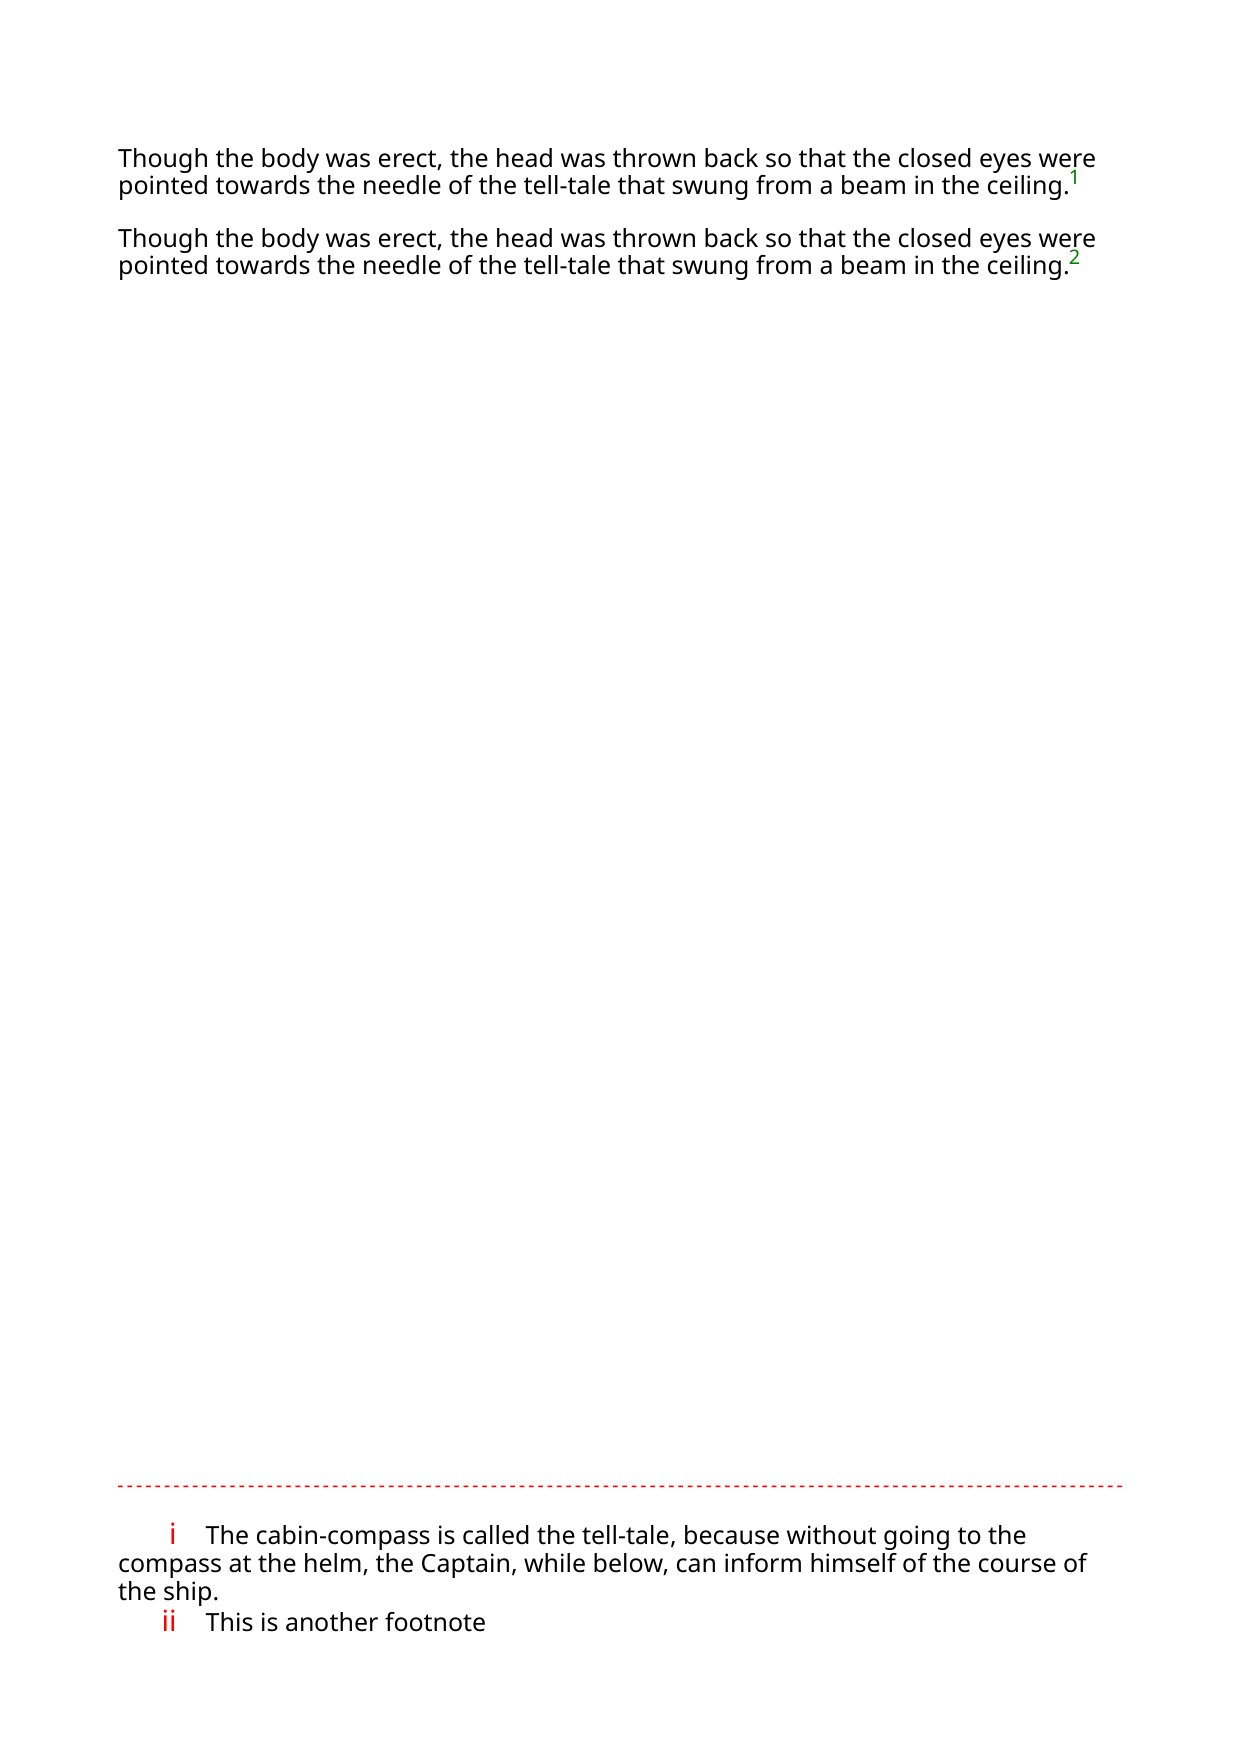 Though the body was erect, the head was thrown back so that the closed eyes were
pointed towards the needle of the tell-tale that swung from a beam in the ceiling.1
Though the body was erect, the head was thrown back so that the closed eyes were
pointed towards the needle of the tell-tale that swung from a beam in the ceiling.2
i The cabin-compass is called the tell-tale, because without going to the
compass at the helm, the Captain, while below, can inform himself of the course of
the ship.
ii This is another footnote